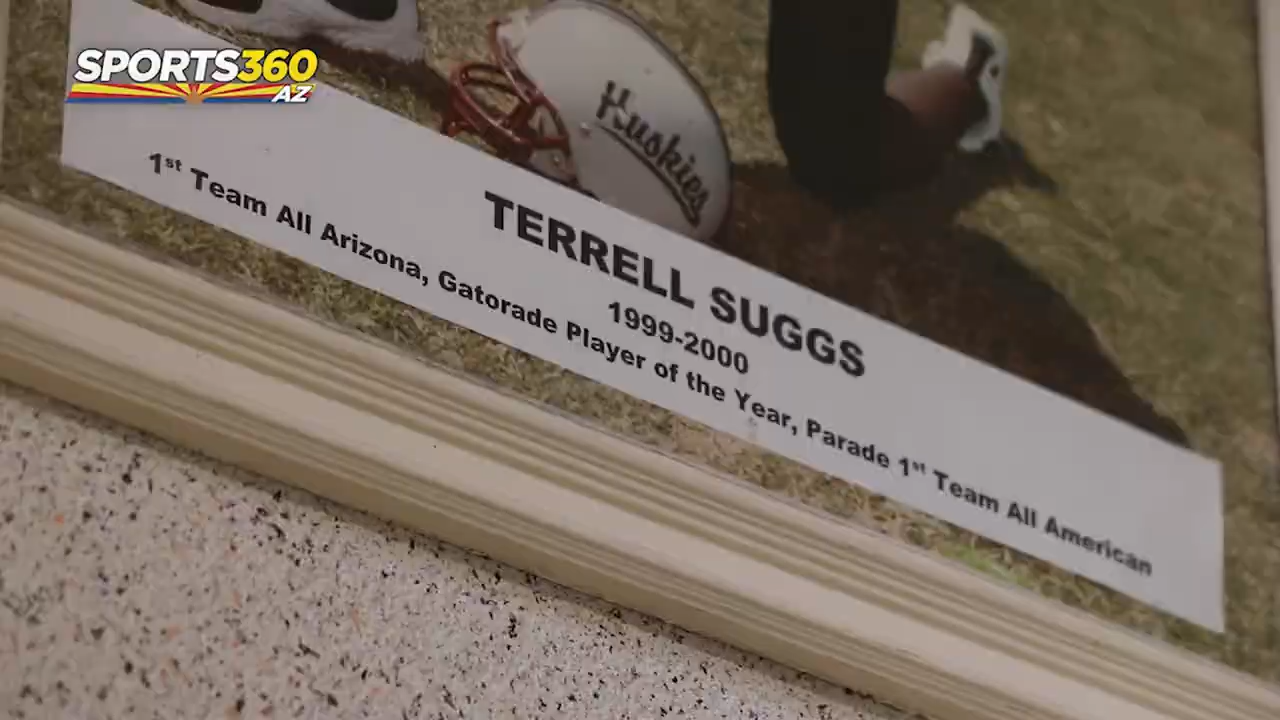 SPORTS360
AZ
Huskies
TERRELL SUGGS
1999-2000
1st Team All Arizona, Gatorade Player of the Year, Parade 1st Team All American